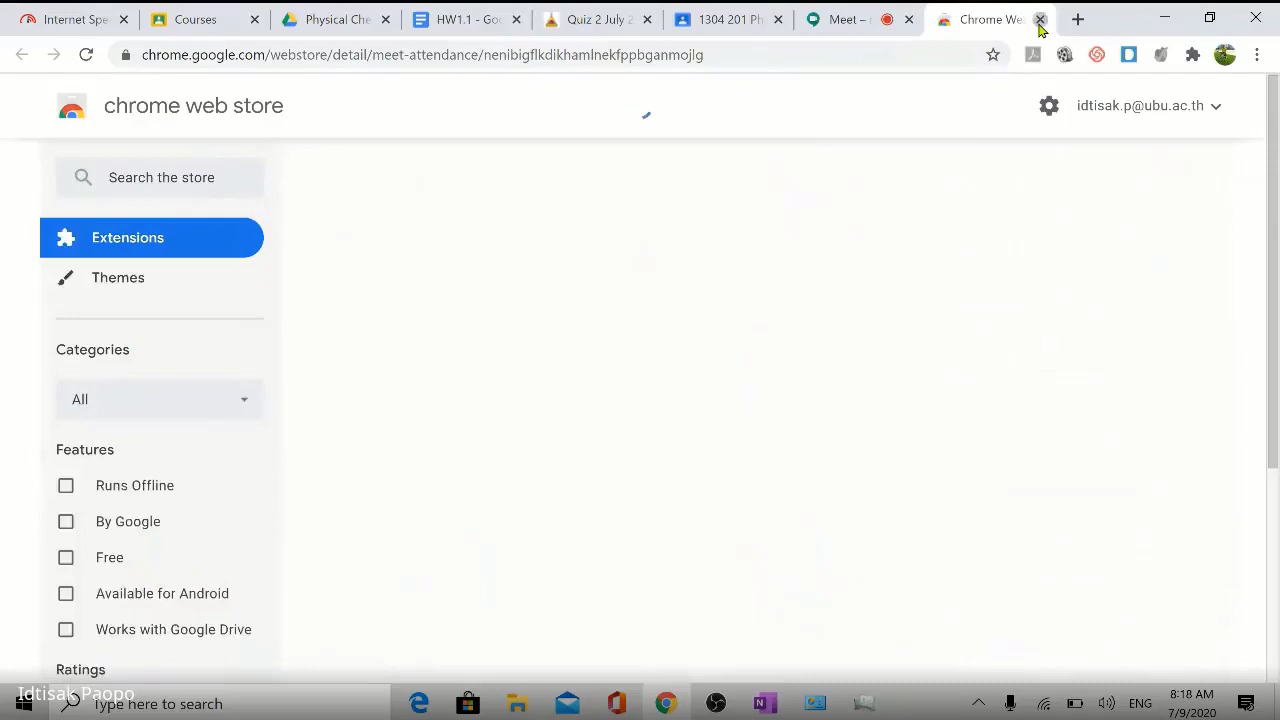 Internet Spe
Courses
Physical Che
HW1.1 - Goo
Quiz 2 July 2
1304 201 Ph
Meet –
Chrome We
chrome.google.com/webstore/detail/meet-attendance/nenibigflkdikhamlnekfppbganmojlg
chrome web store
idtisak.p@ubu.ac.th
Search the store
Extensions
Themes
Categories
All
Features
Runs Offline
By Google
Free
Available for Android
Works with Google Drive
Ratings
Idtisak Paopo
Type here to search
ENG
8:18 AM
7/9/2020